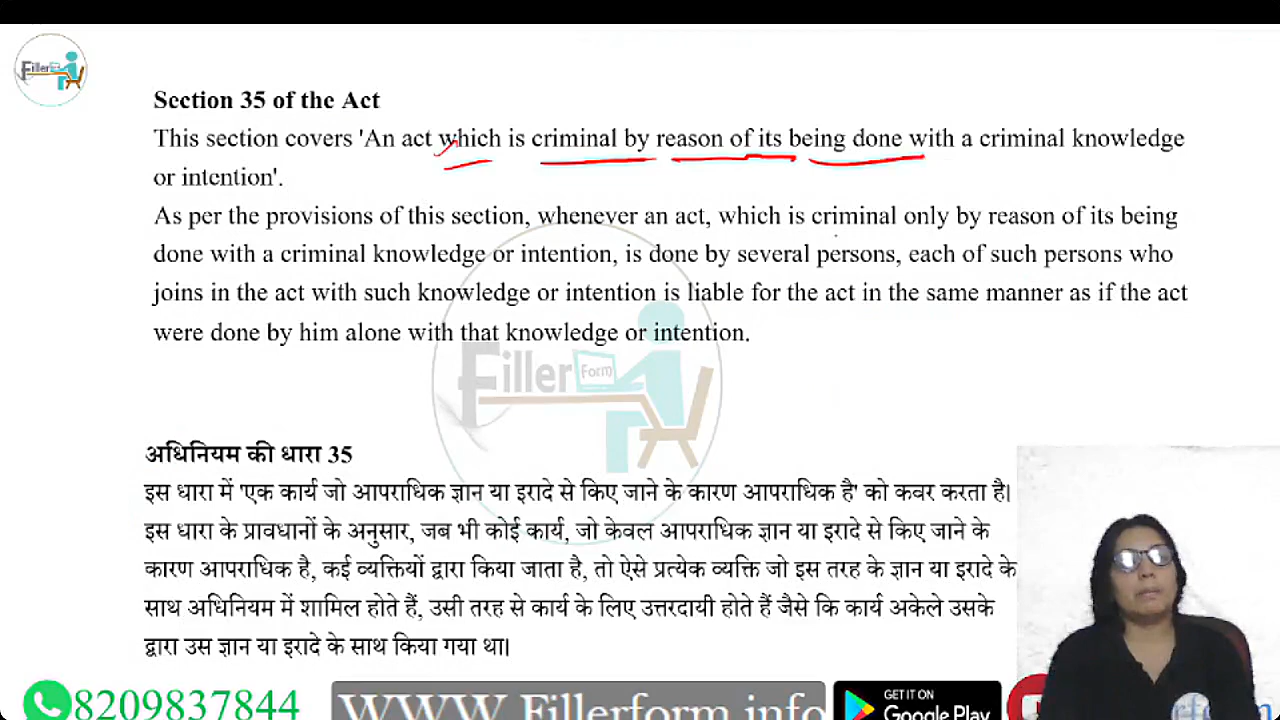 Filler
Section 35 of the Act
This section covers 'An act which is criminal by reason of its being done with a criminal knowledge
or intention'.
As per the provisions of this section, whenever an act, which is criminal only by reason of its being
done with a criminal knowledge or intention, is done by several persons, each of such persons who
joins in the act with such knowledge or intention is liable for the act in the same manner as if the act
were done by him alone with that knowledge or intention.
Filler Form
अधिनियम की धारा 35
इस धारा में 'एक कार्य जो आपराधिक ज्ञान या इरादे से किए जाने के कारण आपराधिक है' को कवर करता है।
इस धारा के प्रावधानों के अनुसार, जब भी कोई कार्य, जो केवल आपराधिक ज्ञान या इरादे से किए जाने के
कारण आपराधिक है, कई व्यक्तियों द्वारा किया जाता है, तो ऐसे प्रत्येक व्यक्ति जो इस तरह के ज्ञान या इरादे के
साथ अधिनियम में शामिल होते हैं, उसी तरह से कार्य के लिए उत्तरदायी होते हैं जैसे कि कार्य अकेले उसके
द्वारा उस ज्ञान या इरादे के साथ किया गया था।
8209837844 WWW.Fillerform.info GET IT ON
Google Play